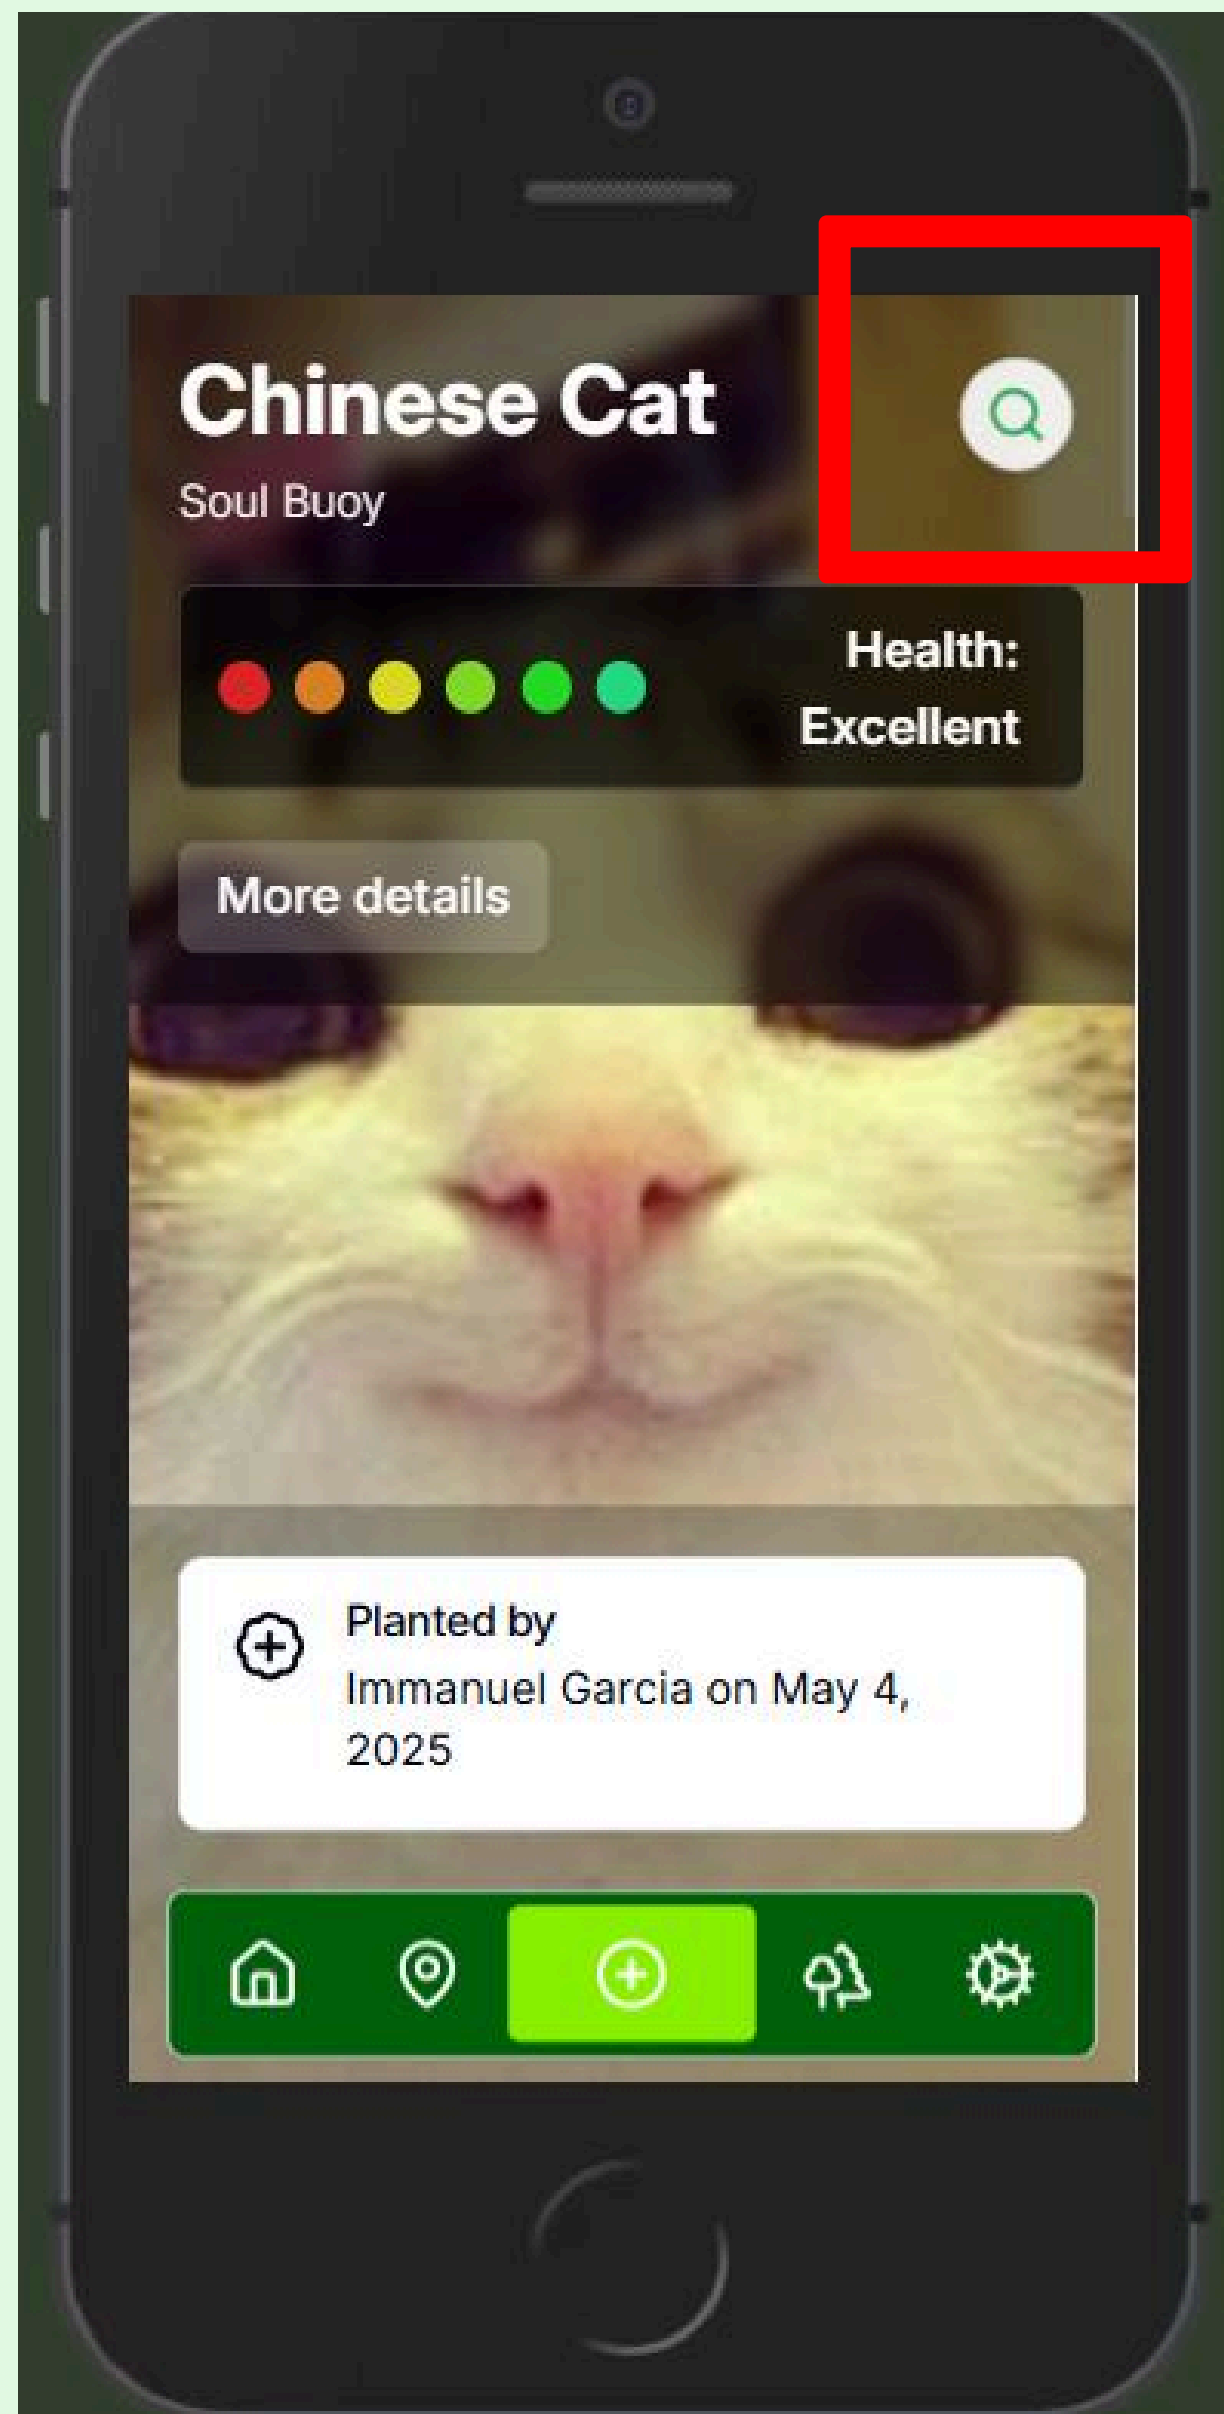 Chinese Cat
Soul Buoy
Health:
Excellent
More details
Planted by
Immanuel Garcia on May 4,
2025